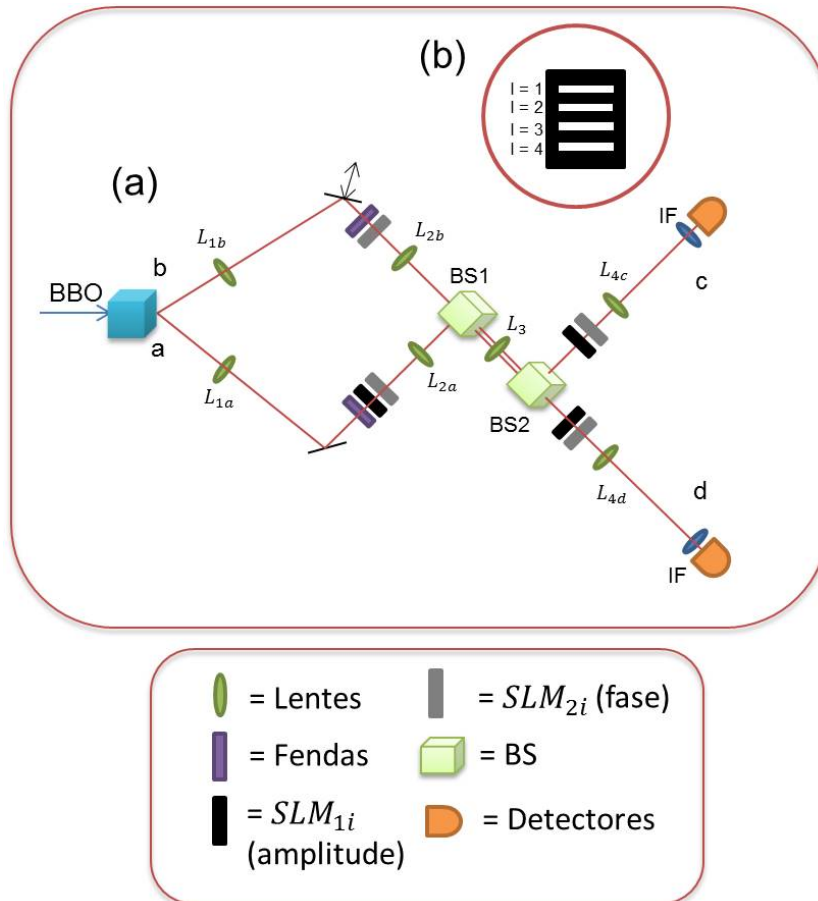 (b)
l = 1
l = 2
l = 3
l = 4
(a)
IF
L₁b
L₂b
L₄c
b
BS1
c
BBO
L₃
a
L₁a
L₂a
BS2
L₄d
d
IF
= Lentes
= SLM₂ᵢ (fase)
= Fendas
= BS
= SLM₁ᵢ
(amplitude)
= Detectores